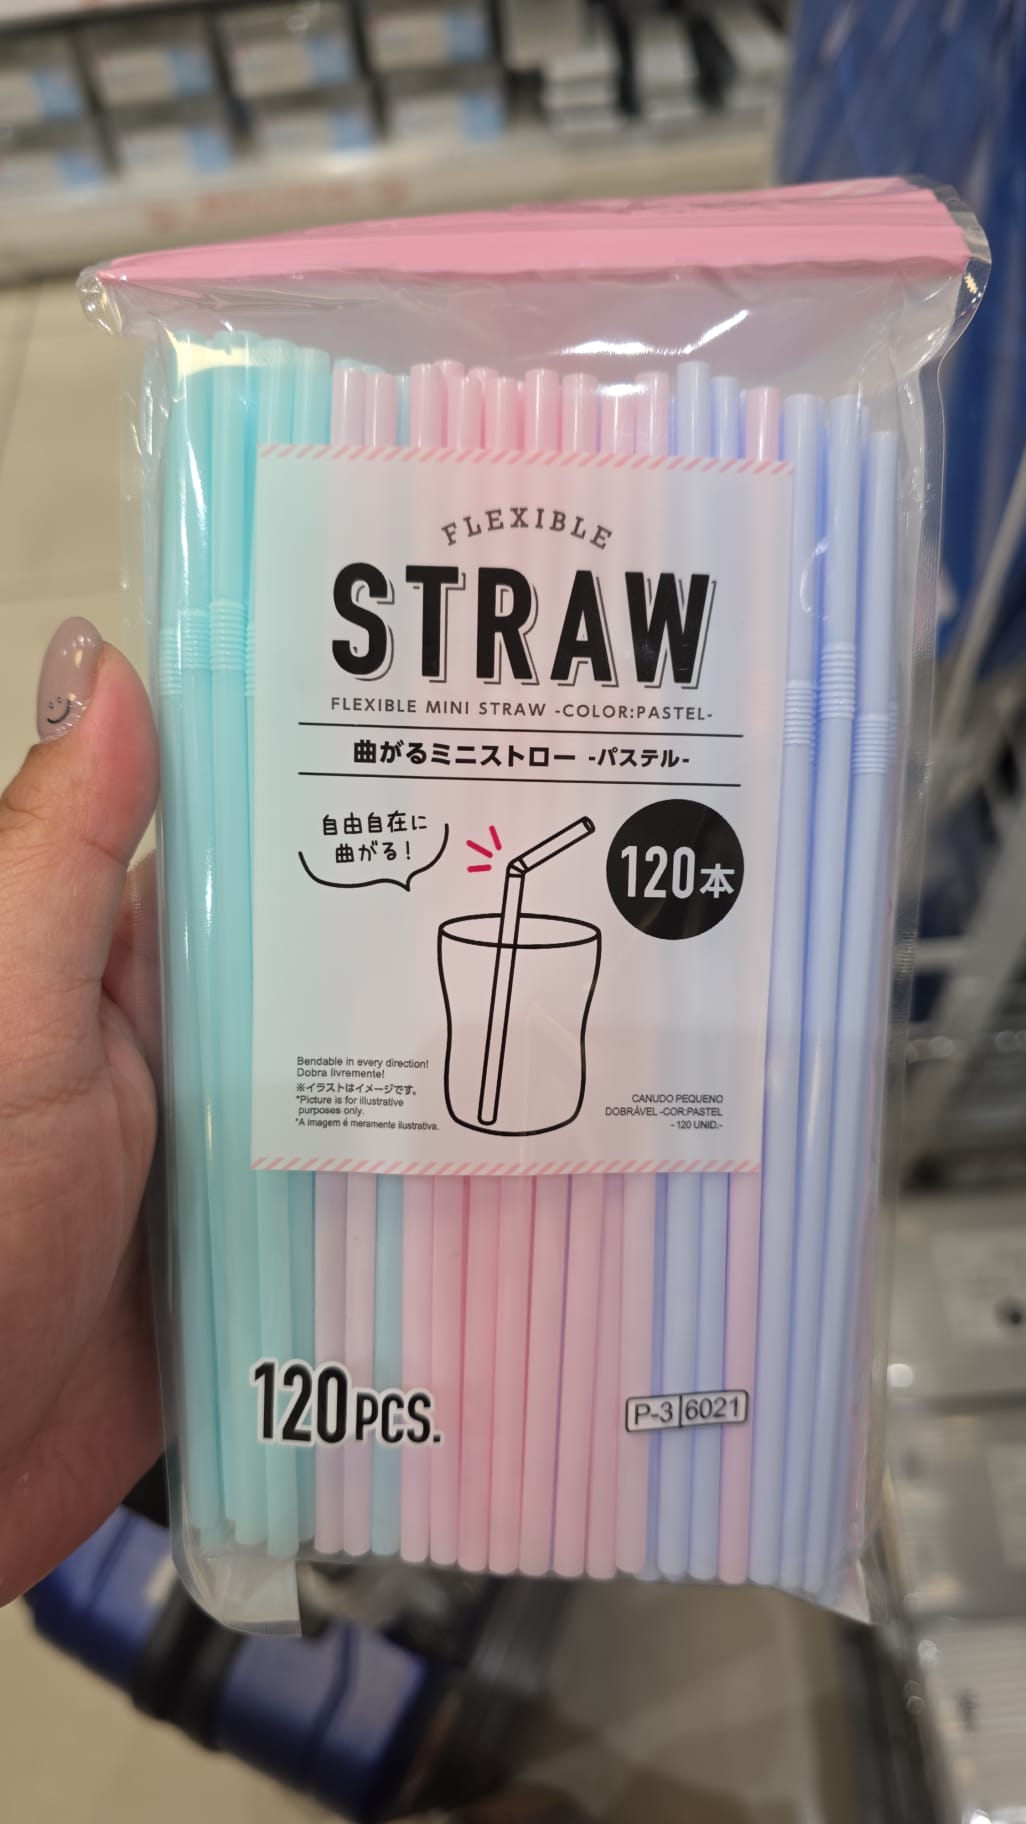 FLEXIBLE
STRAW
FLEXIBLE MINI STRAW -COLOR:PASTEL-
曲がるミニストロー -パステル-
自由自在に
曲がる!
120本
Bendable in every direction!
Dobra livremente!
※イラストはイメージです。
*Picture is for illustrative
purposes only.
*A imagem é meramente ilustrativa.
CANUDO PEQUENO
DOBRÁVEL -COR:PASTEL
- 120 UNID.-
120PCS.
P-3|6021